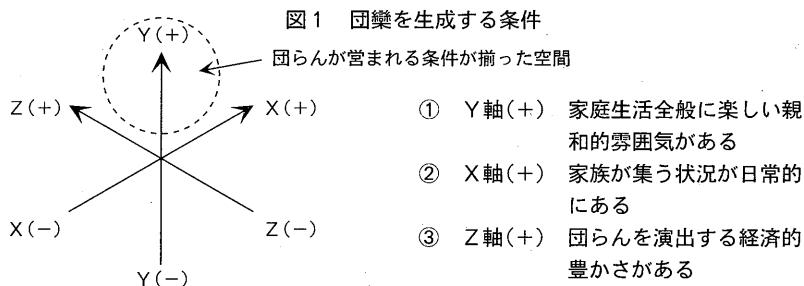 図1 団欒を生成する条件
Y(+)
団らんが営まれる条件が揃った空間
Z(+)
X(+)
X(−)
Z(−)
Y(−)
① Y軸(+) 家庭生活全般に楽しい親
和的雰囲気がある
② X軸(+) 家族が集う状況が日常的
にある
③ Z軸(+) 団らんを演出する経済的
豊かさがある